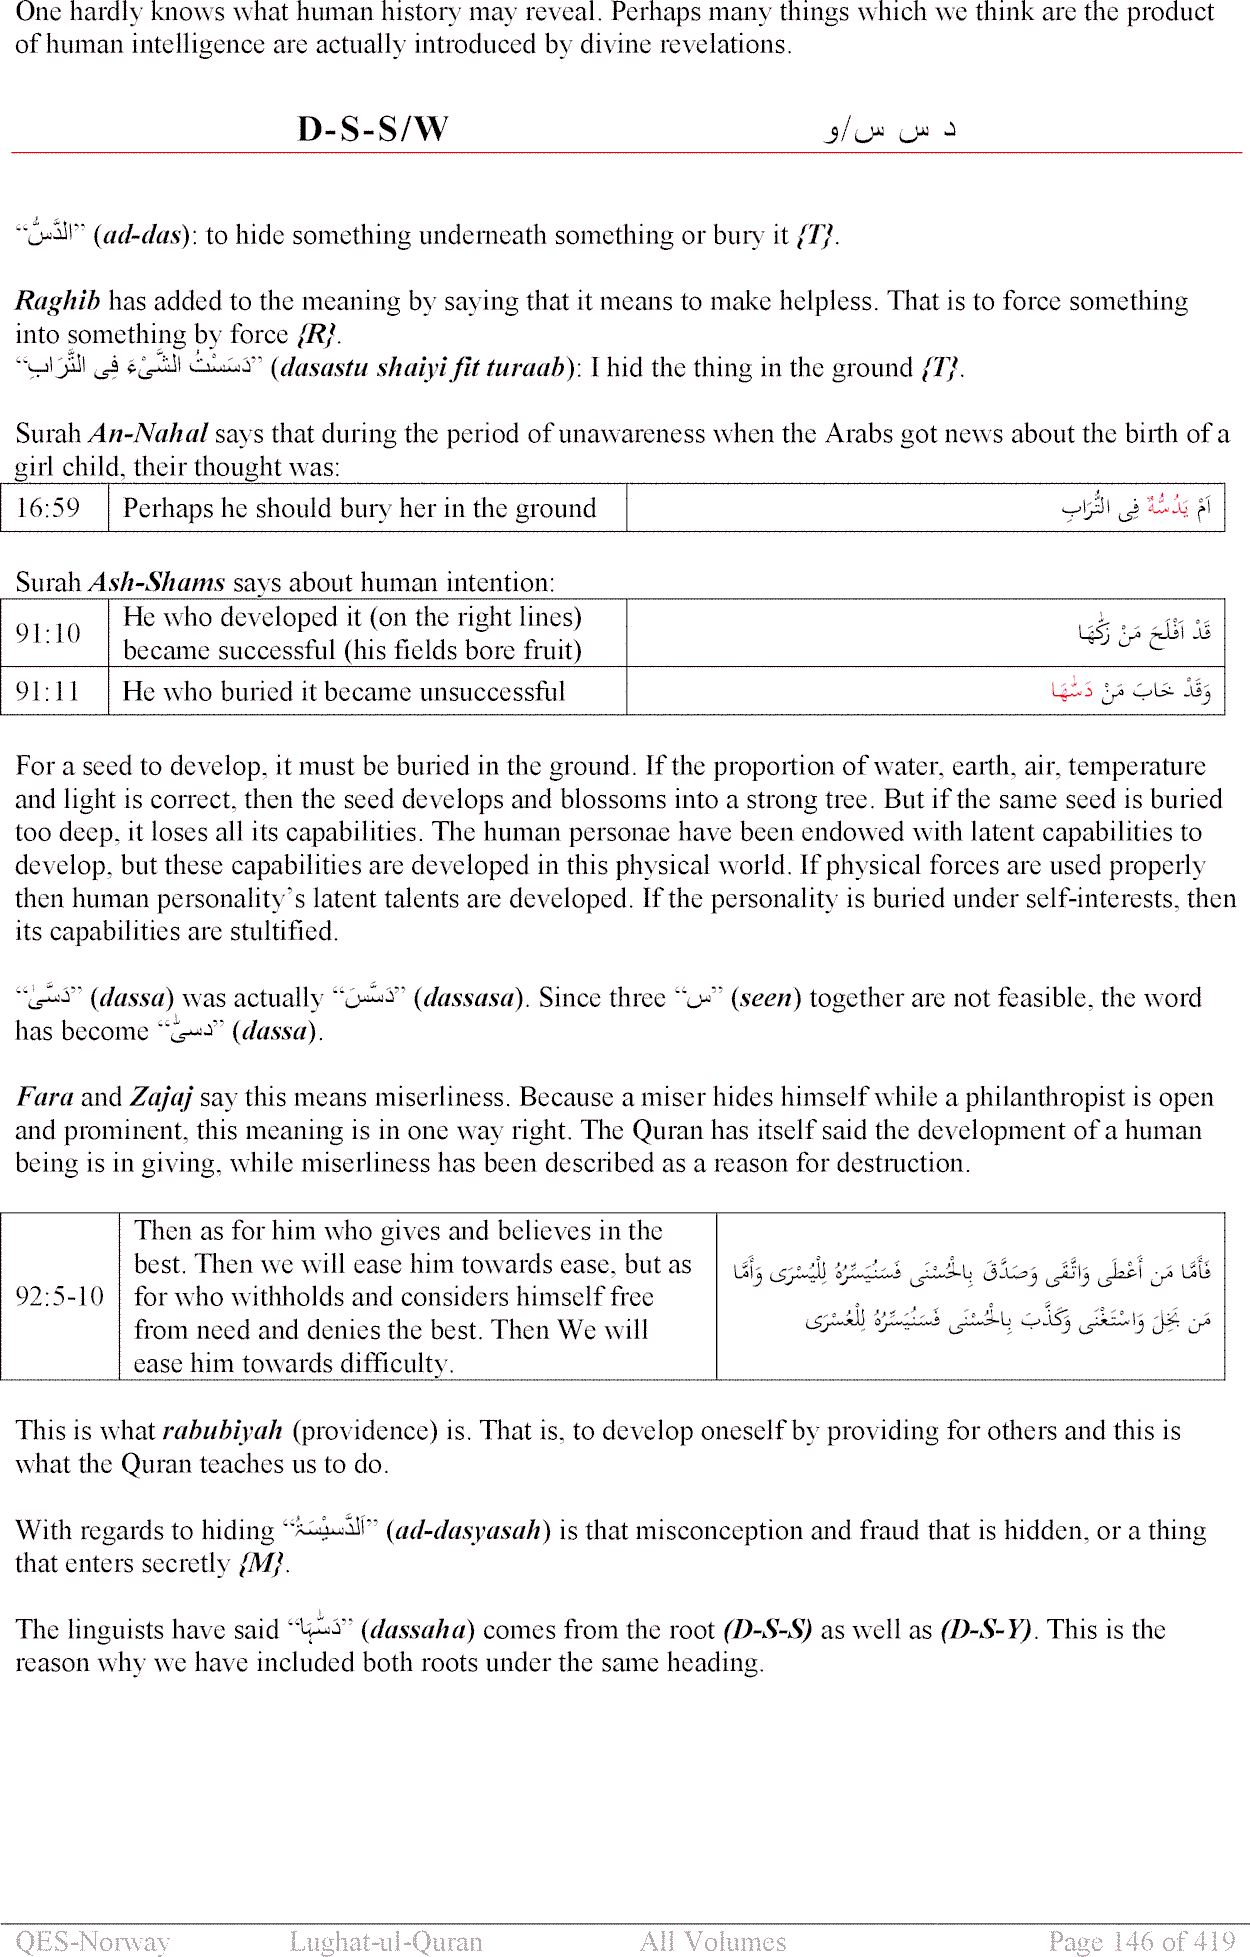 One hardly knows what human history may reveal. Perhaps many things which we think are the product
of human intelligence are actually introduced by divine revelations.
D-S-S/W د س س/و
“الدَّسُّ” (ad-das): to hide something underneath something or bury it {T}.
Raghib has added to the meaning by saying that it means to make helpless. That is to force something
into something by force {R}.
“دَسَسْتُ الشَّیْءَ فِی التُّرَابِ” (dasastu shaiyi fit turaab): I hid the thing in the ground {T}.
Surah An-Nahal says that during the period of unawareness when the Arabs got news about the birth of a
girl child, their thought was:
16:59 Perhaps he should bury her in the ground اَمْ يَدُسُّهٗ فِى التُّرَابِ
Surah Ash-Shams says about human intention:
91:10 He who developed it (on the right lines)
became successful (his fields bore fruit) قَدْ اَفْلَحَ مَنْ زَكّٰهَا
91:11 He who buried it became unsuccessful وَقَدْ خَابَ مَنْ دَسّٰهَا
For a seed to develop, it must be buried in the ground. If the proportion of water, earth, air, temperature
and light is correct, then the seed develops and blossoms into a strong tree. But if the same seed is buried
too deep, it loses all its capabilities. The human personae have been endowed with latent capabilities to
develop, but these capabilities are developed in this physical world. If physical forces are used properly
then human personality’s latent talents are developed. If the personality is buried under self-interests, then
its capabilities are stultified.
“دَسَّیٰ” (dassa) was actually “دَسَّسَ” (dassasa). Since three “س” (seen) together are not feasible, the word
has become “دسیّٰ” (dassa).
Fara and Zajaj say this means miserliness. Because a miser hides himself while a philanthropist is open
and prominent, this meaning is in one way right. The Quran has itself said the development of a human
being is in giving, while miserliness has been described as a reason for destruction.
92:5-10 Then as for him who gives and believes in the
best. Then we will ease him towards ease, but as
for who withholds and considers himself free
from need and denies the best. Then We will
ease him towards difficulty.
فَأَمَّا مَن أَعْطَى وَاتَّقَى وَصَدَّقَ بِالْحُسْنَى فَسَنُيَسِّرُهُ لِلْيُسْرَى وَأَمَّا
مَن بَخِلَ وَاسْتَغْنَى وَكَذَّبَ بِالْحُسْنَى فَسَنُيَسِّرُهُ لِلْعُسْرَى
This is what rabubiyah (providence) is. That is, to develop oneself by providing for others and this is
what the Quran teaches us to do.
With regards to hiding “اَلدَّسِیْسَۃُ” (ad-dasyasah) is that misconception and fraud that is hidden, or a thing
that enters secretly {M}.
The linguists have said “دَسّٰہَا” (dassaha) comes from the root (D-S-S) as well as (D-S-Y). This is the
reason why we have included both roots under the same heading.
QES-Norway Lughat-ul-Quran All Volumes Page 146 of 419